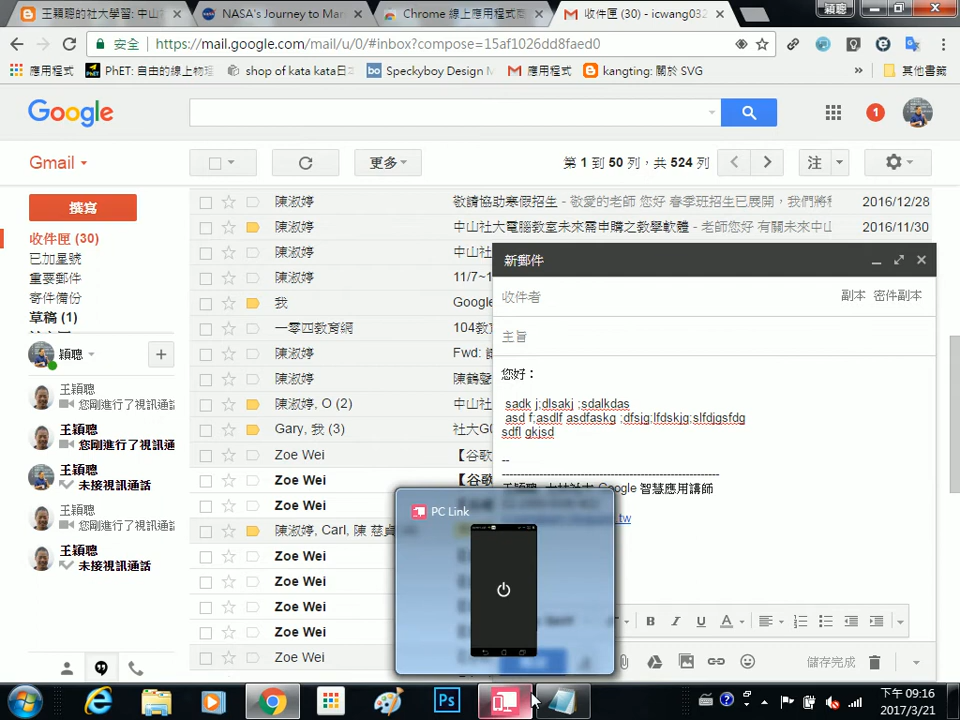 王穎聰的社大學習: 中山
NASA's Journey to Mar
Chrome 線上應用程式商
收件匣 (30) - icwang032
穎聰
安全 https://mail.google.com/mail/u/0/#inbox?compose=15af1026dd8faed0
應用程式 PhET: 自由的線上物理 shop of kata kata日 Speckyboy Design M 應用程式 kangting: 關於 SVG » 其他書籤
Google 1
Gmail 更多 第 1 到 50 列，共 524 列 注
撰寫
收件匣 (30)
已加星號
重要郵件
寄件備份
草稿 (1)
穎聰
王穎聰
您剛進行了視訊通話
王穎聰
您剛進行了視訊通
王穎聰
未接視訊通話
王穎聰
您剛進行了視訊通話
王穎聰
未接視訊通話
陳淑婷 敬請協助寒假招生 - 敬愛的老師 您好 春季班招生已展開，我們將 2016/12/28
陳淑婷 中山社大電腦教室未來需申購之教學軟體 - 老師您好 有關未來中山 2016/11/30
陳淑婷 中山社
陳淑婷 11/7~1
我 Google
一零四教育網 104教
陳淑婷 Fwd:
陳淑婷 陳鶴聲
陳淑婷, O (2) 中山社
Gary, 我 (3) 社大G
Zoe Wei 【谷歌
Zoe Wei 【谷歌
Zoe Wei
陳淑婷, Carl, 陳
Zoe Wei
Zoe Wei
Zoe Wei
Zoe Wei
Zoe Wei
新郵件
收件者 副本 密件副本
主旨
您好：
sadk j;dlsakj ;sdalkdas
asd f;asdlf asdfaskg ;dfsjg;lfdskjg;slfdjgsfdg
sdfl gkjsd
--
------------------------------------------------------------
Google 智慧應用講師
.tw
PC Link
儲存完成
Ps
下午 09:16
2017/3/21